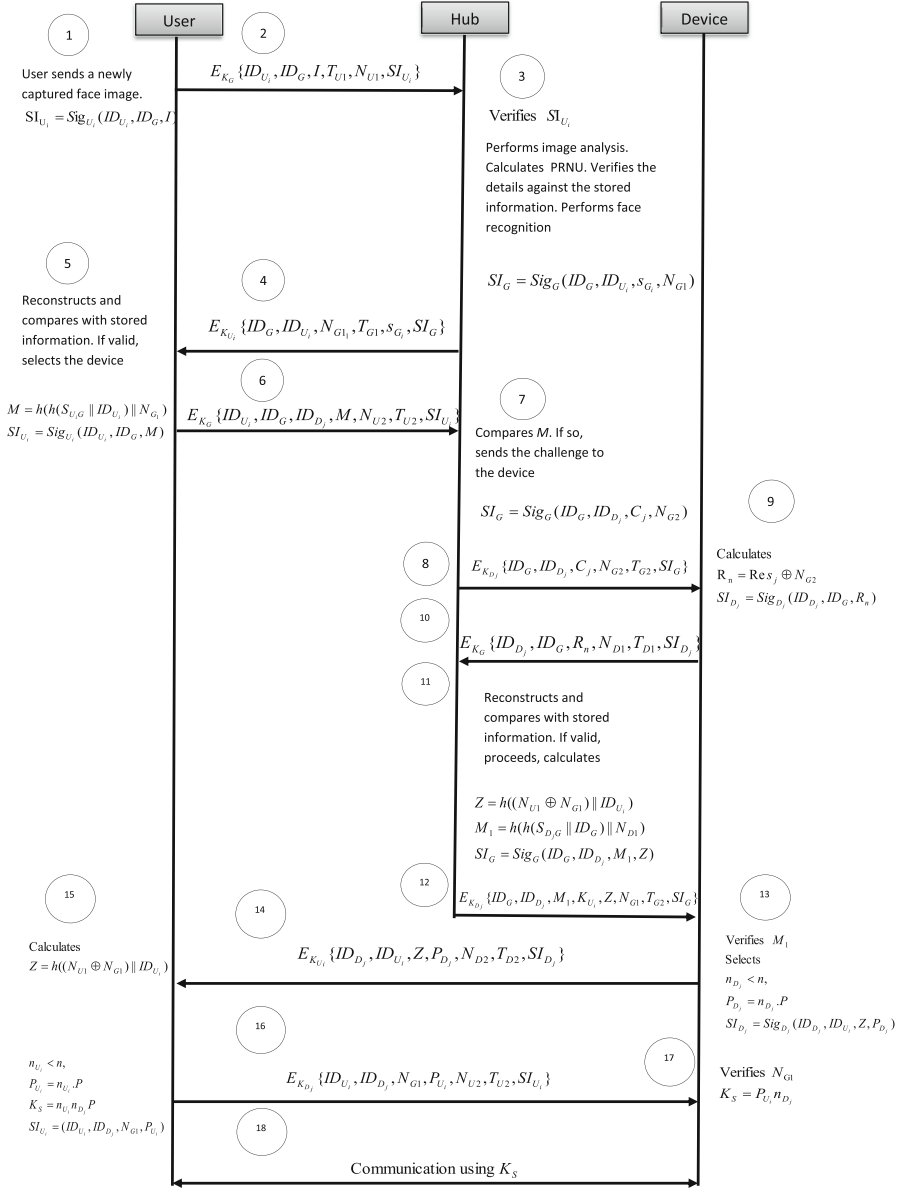 User
Hub
Device
1
2
User sends a newly
captured face image.
SI_{U_i} = Sig_{U_i}(ID_{U_i}, ID_G, I)
E_{K_G}{ID_{U_i}, ID_G, I, T_{U1}, N_{U1}, SI_{U_i}}
3
Verifies SI_{U_i}
Performs image analysis.
Calculates PRNU. Verifies the
details against the stored
information. Performs face
recognition
SI_G = Sig_G(ID_G, ID_{U_i}, s_{G_i}, N_{G1})
4
E_{K_{U_i}}{ID_G, ID_{U_i}, N_{G1_1}, T_{G1}, s_{G_i}, SI_G}
5
Reconstructs and
compares with stored
information. If valid,
selects the device
M = h(h(S_{U_iG} || ID_{U_i}) || N_{G_1})
SI_{U_i} = Sig_{U_i}(ID_{U_i}, ID_G, M)
6
E_{K_G}{ID_{U_i}, ID_G, ID_{D_j}, M, N_{U2}, T_{U2}, SI_{U_i}}
7
Compares M. If so,
sends the challenge to
the device
SI_G = Sig_G(ID_G, ID_{D_j}, C_j, N_{G2})
8
E_{K_{Dj}}{ID_G, ID_{D_j}, C_j, N_{G2}, T_{G2}, SI_G}
9
Calculates
R_n = Res_j ⊕ N_{G2}
SI_{D_j} = Sig_{D_j}(ID_{D_j}, ID_G, R_n)
10
E_{K_G}{ID_{D_j}, ID_G, R_n, N_{D1}, T_{D1}, SI_{D_j}}
11
Reconstructs and
compares with stored
information. If valid,
proceeds, calculates
Z = h((N_{U1} ⊕ N_{G1}) || ID_{U_i})
M_1 = h(h(S_{D_jG} || ID_G) || N_{D1})
SI_G = Sig_G(ID_G, ID_{D_j}, M_1, Z)
12
E_{K_{Dj}}{ID_G, ID_{D_j}, M_1, K_{U_i}, Z, N_{G1}, T_{G2}, SI_G}
13
Verifies M_1
Selects
n_{D_j} < n,
P_{D_j} = n_{D_j}.P
SI_{D_j} = Sig_{D_j}(ID_{D_j}, ID_{U_i}, Z, P_{D_j})
14
E_{K_{Ui}}{ID_{D_j}, ID_{U_i}, Z, P_{D_j}, N_{D2}, T_{D2}, SI_{D_j}}
15
Calculates
Z = h((N_{U1} ⊕ N_{G1}) || ID_{U_i})
n_{U_i} < n,
P_{U_i} = n_{U_i}.P
K_S = n_{U_i} n_{D_j} P
SI_{U_i} = (ID_{U_i}, ID_{D_j}, N_{G1}, P_{U_i})
16
E_{K_{Dj}}{ID_{U_i}, ID_{D_j}, N_{G1}, P_{U_i}, N_{U2}, T_{U2}, SI_{U_i}}
17
Verifies N_{G1}
K_S = P_{U_i} n_{D_j}
18
Communication using K_S